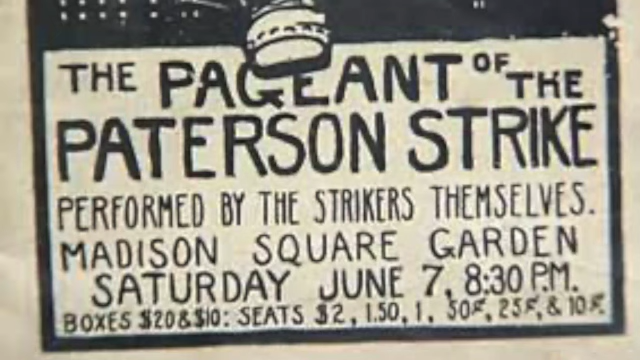 THE PAGEANT OF THE
PATERSON STRIKE
PERFORMED BY THE STRIKERS THEMSELVES.
MADISON SQUARE GARDEN
SATURDAY JUNE 7, 8:30 P.M.
BOXES $20 & $10: SEATS $2, 1.50, 1, 50¢, 25¢, & 10¢.